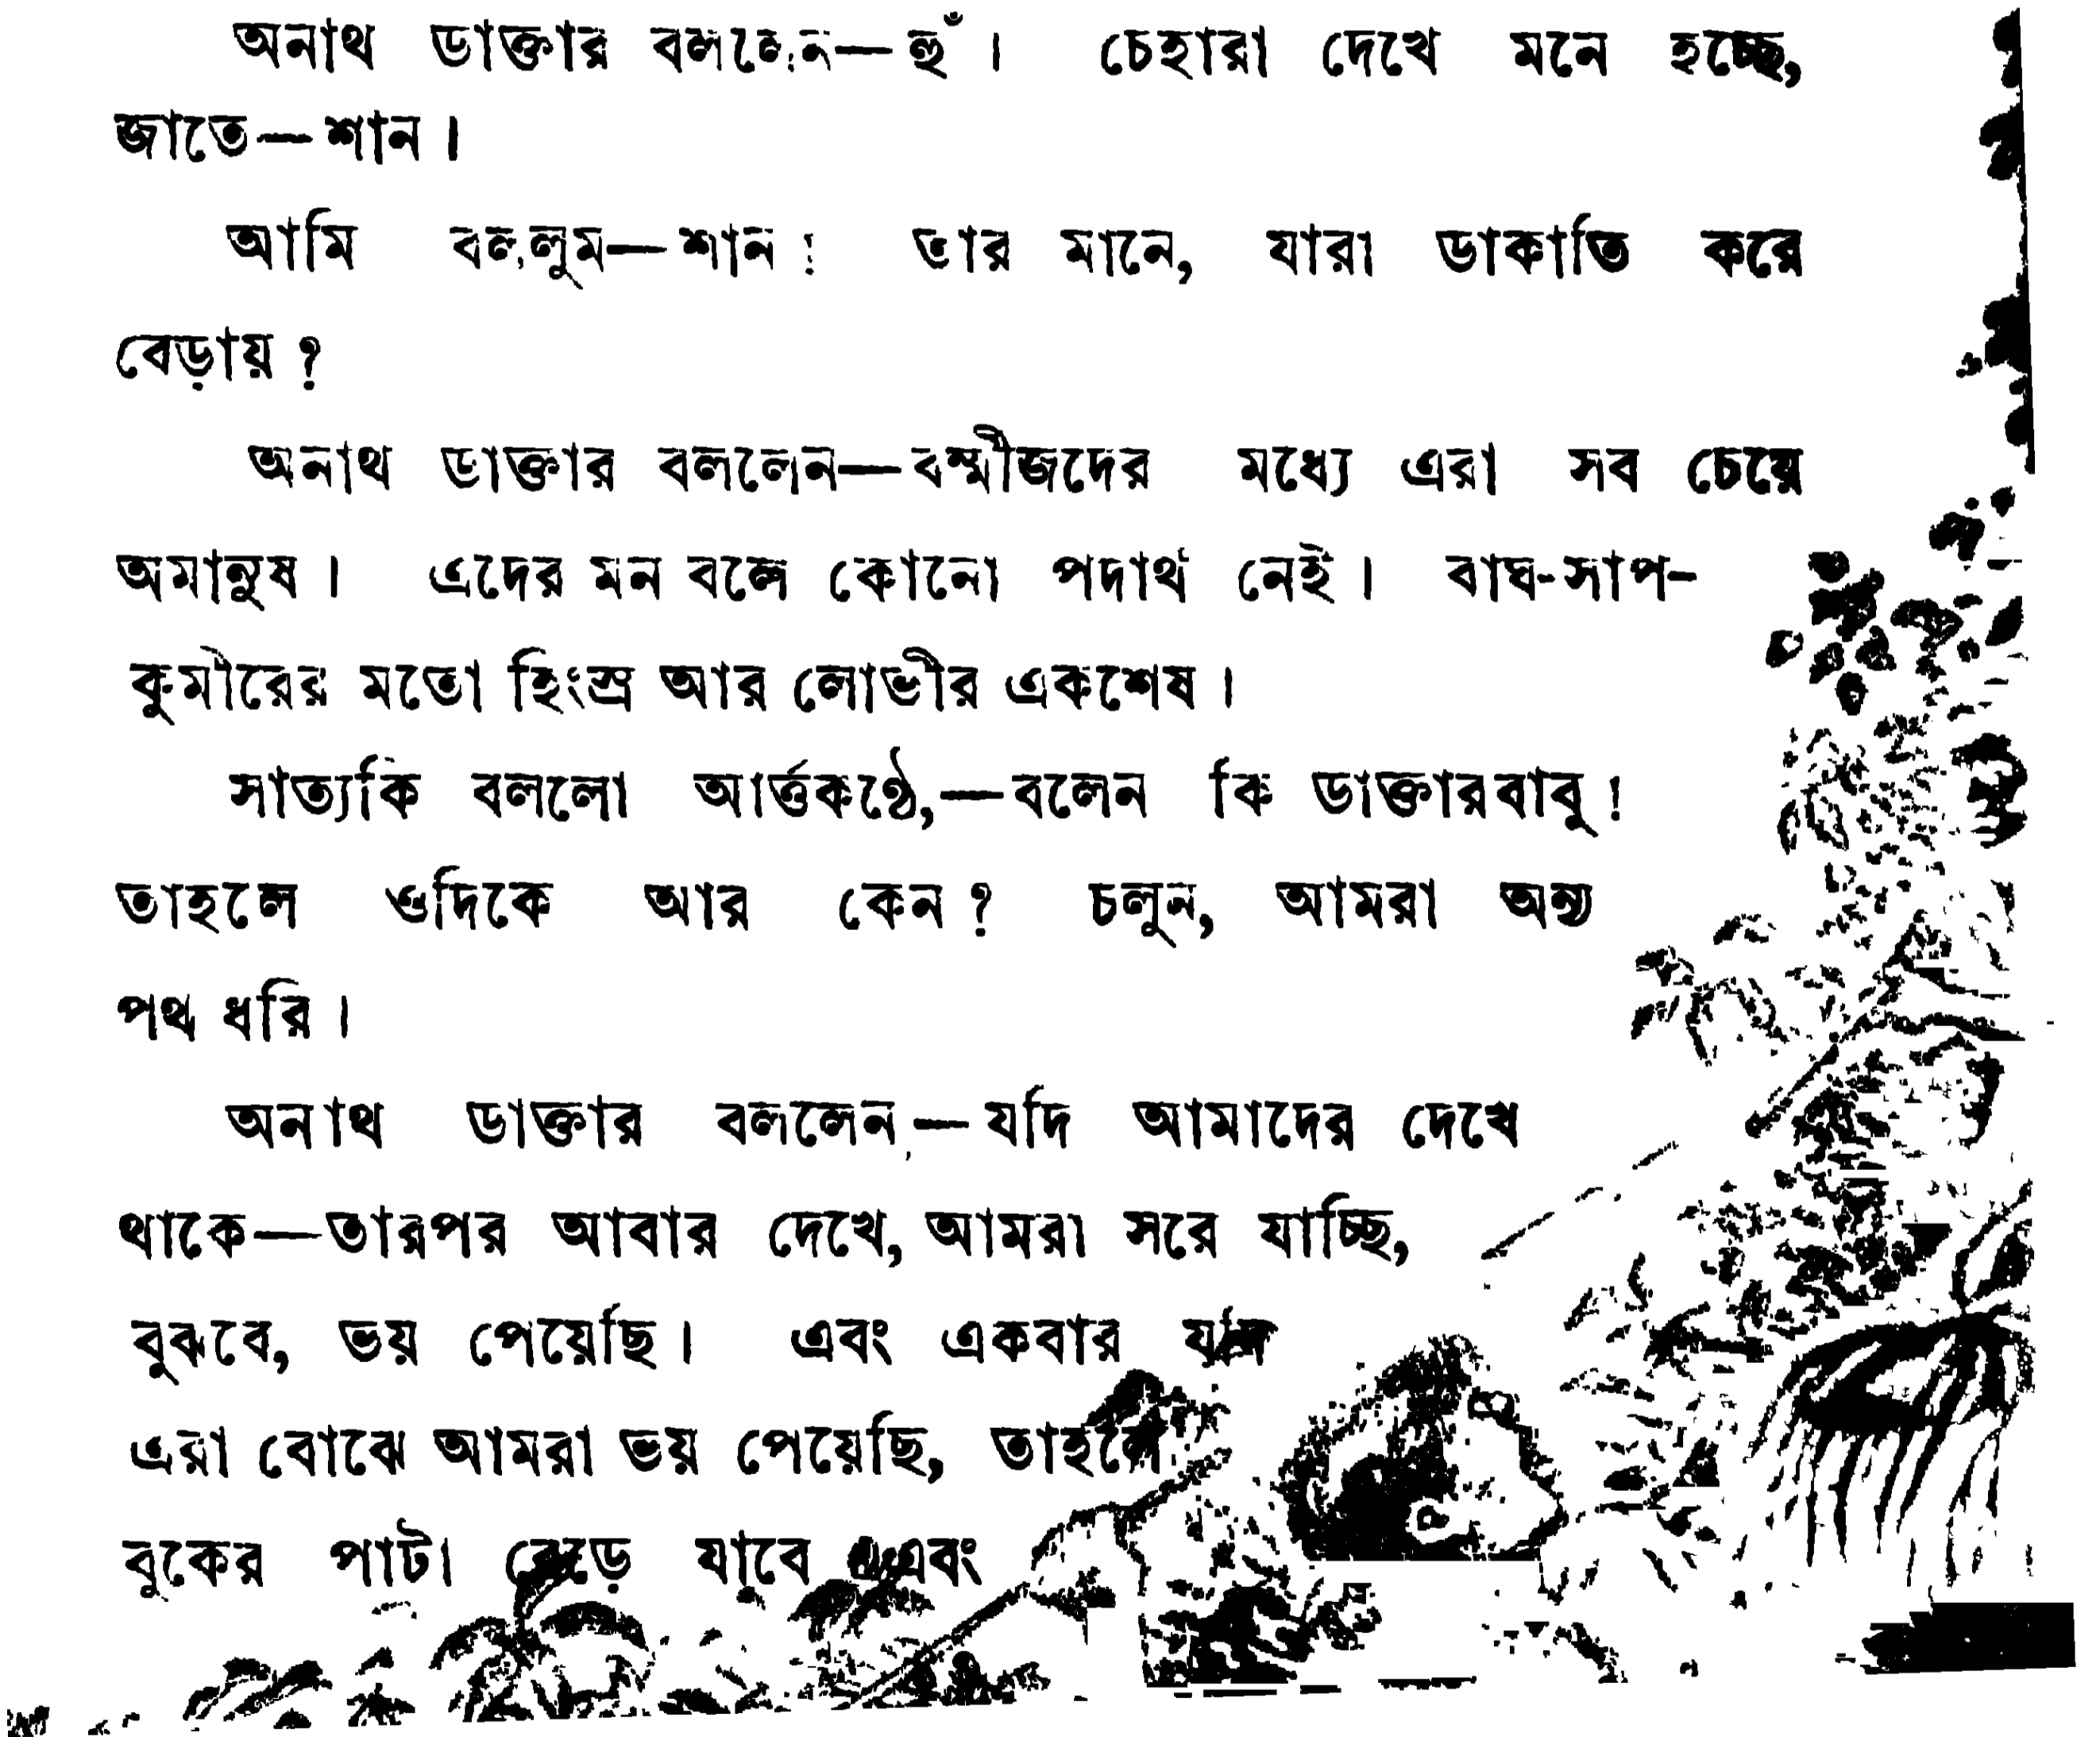 অনাথ ডাক্তার বললেন—হুঁ। চেহারা দেখে মনে হচ্ছে,
জাতে—শান।
আমি বললুম—শান! তার মানে, যারা ডাকাতি করে
বেড়ায়?
অনাথ ডাক্তার বললেন—বর্ম্মীজদের মধ্যে এরা সব চেয়ে
অমানুষ। এদের মন বলে কোনো পদার্থ নেই। বাঘ-সাপ-
কুমীরের মতো হিংস্র আর লোভীর একশেষ।
সাত্যকি বললো আর্ত্তকণ্ঠে,—বলেন কি ডাক্তারবাবু!
তাহলে ওদিকে আর কেন? চলুন, আমরা অন্য
পথ ধরি।
অনাথ ডাক্তার বললেন,—যদি আমাদের দেখে
থাকে—তারপর আবার দেখে, আমরা সরে যাচ্ছি,
বুঝবে, ভয় পেয়েছি। এবং একবার যদি
এরা বোঝে আমরা ভয় পেয়েছি, তাহলে
বুকের পাটা বেড়ে যাবে এবং